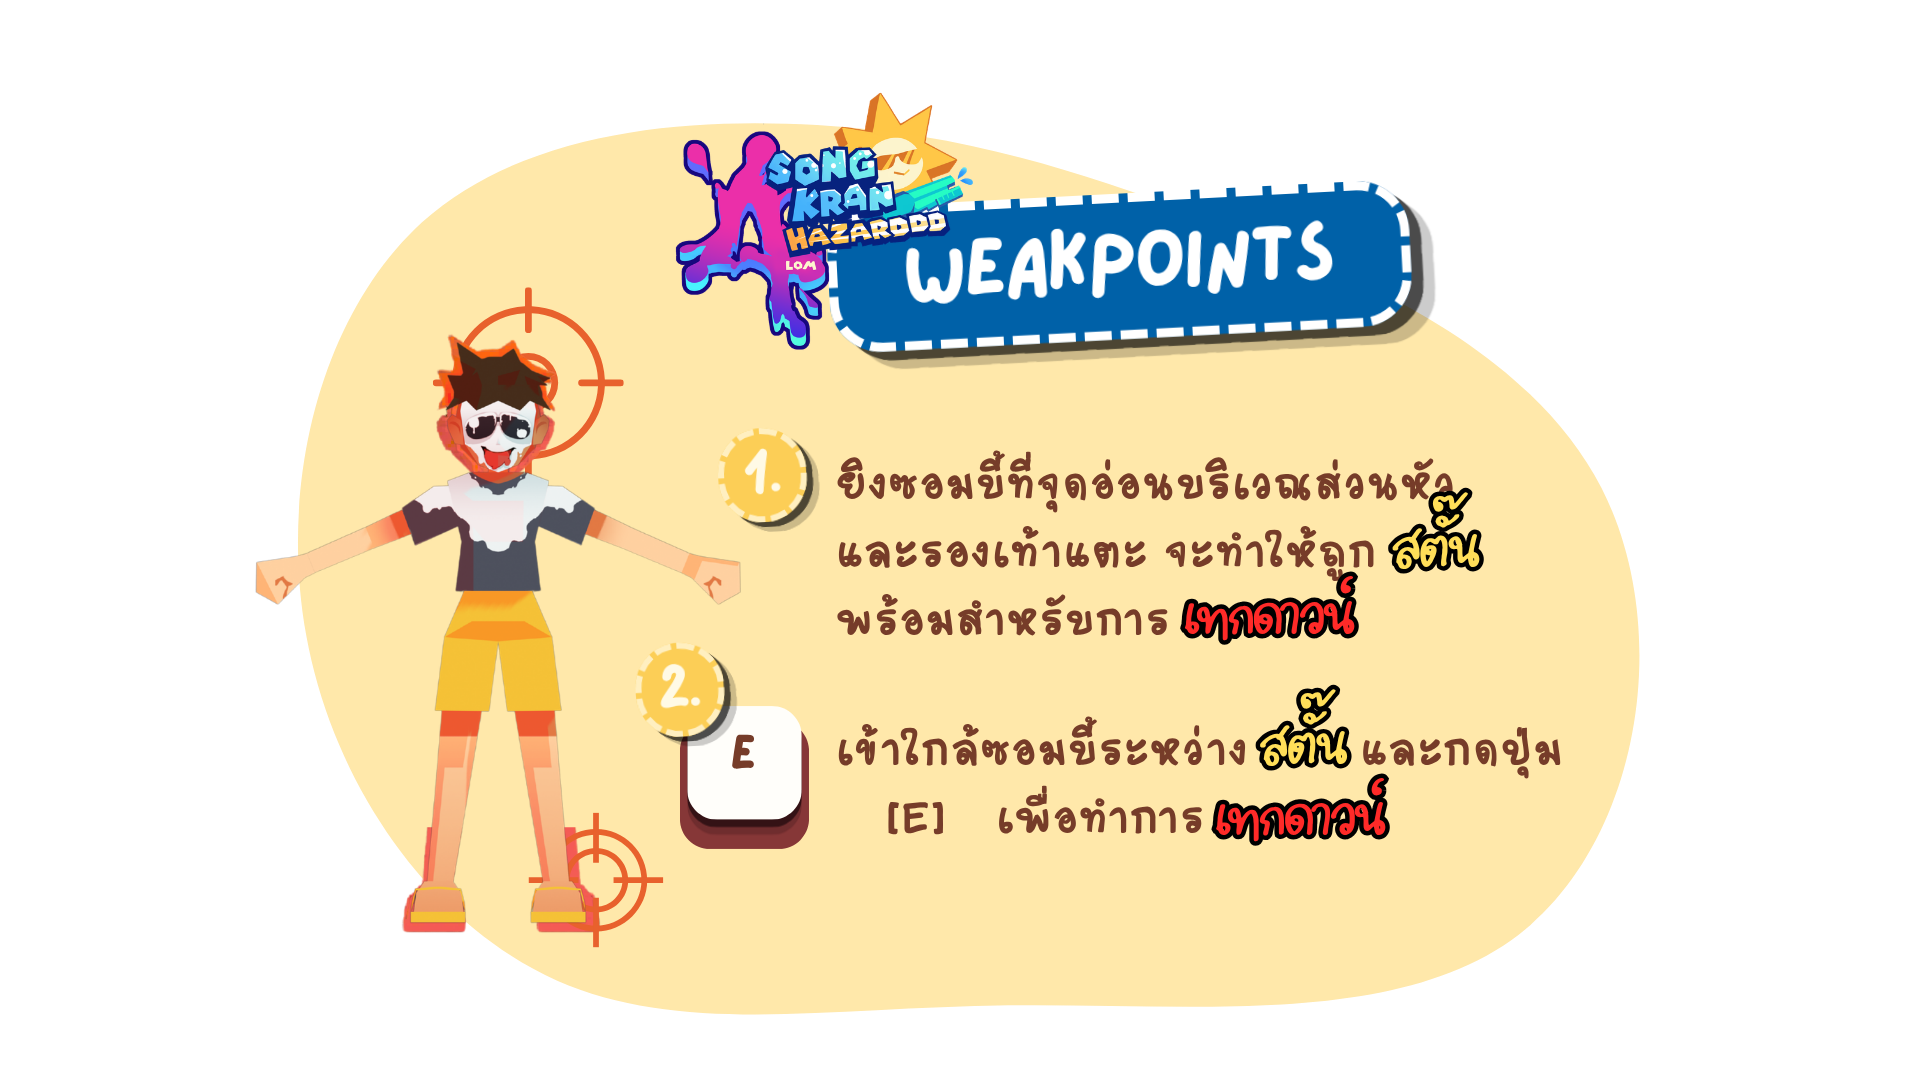 SONG
KRAN
HAZARDDD
LOM
WEAKPOINTS
1.
ยิงซอมบี้ที่จุดอ่อนบริเวณส่วนหัว
และรองเท้าแตะ จะทำให้ถูก สตั๊น
พร้อมสำหรับการ เทกดาวน์
2.
E
เข้าใกล้ซอมบี้ระหว่าง สตั๊น และกดปุ่ม
[E] เพื่อทำการ เทกดาวน์